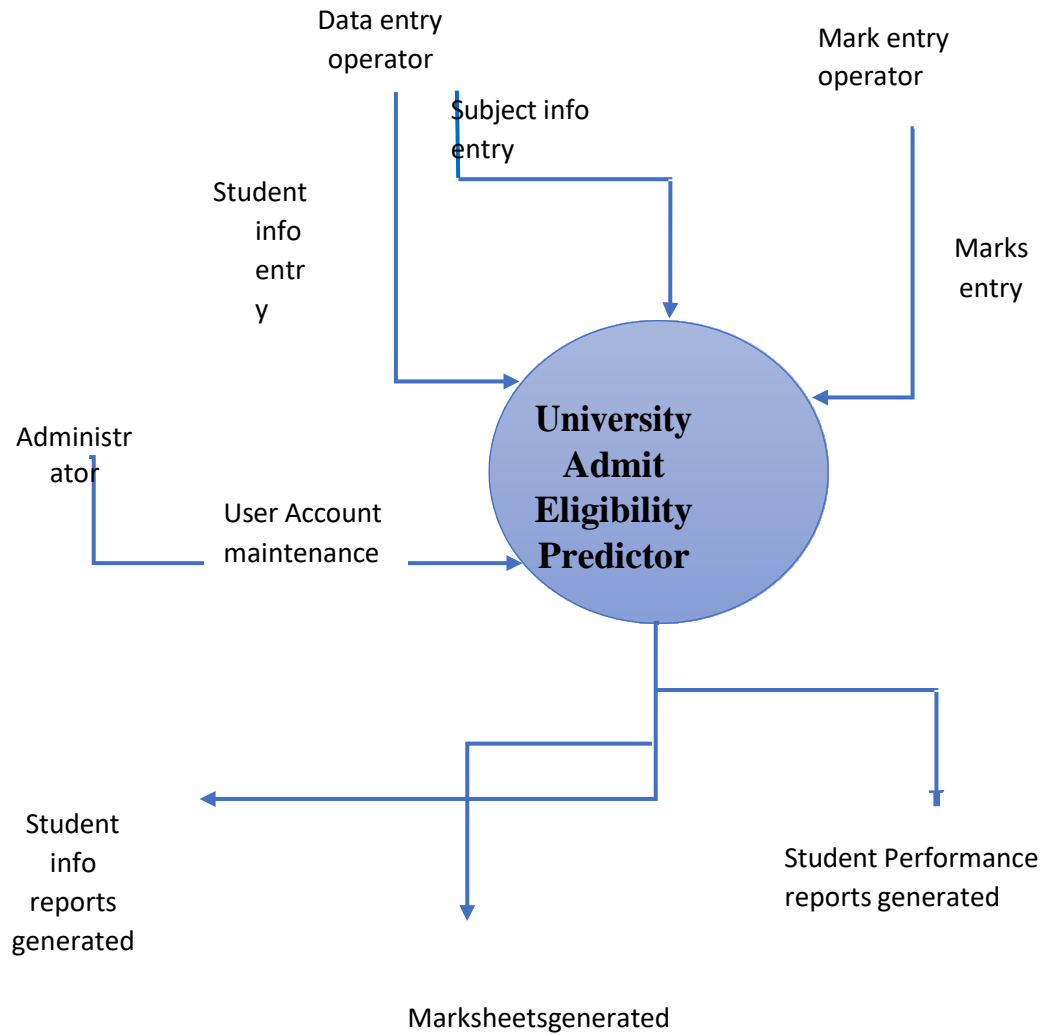 Data entry
operator
Mark entry
operator
Subject info
entry
Student
info
entr
y
Marks
entry
University
Admit
Eligibility
Predictor
Administr
ator
User Account
maintenance
Student
info
reports
generated
Student Performance
reports generated
Marksheetsgenerated